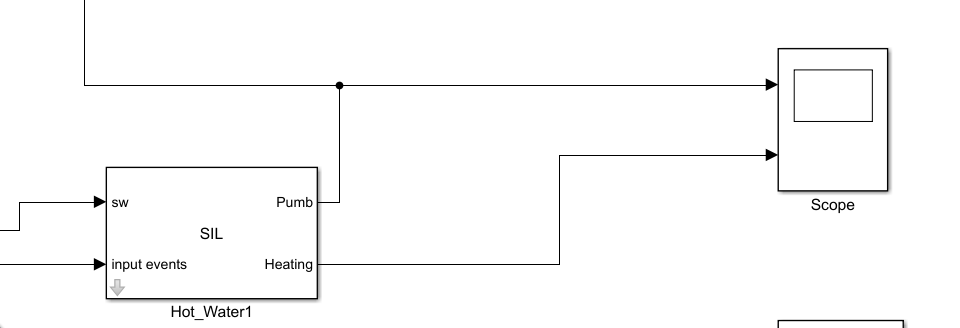 sw
Pumb
SIL
input events
Heating
Hot_Water1
Scope